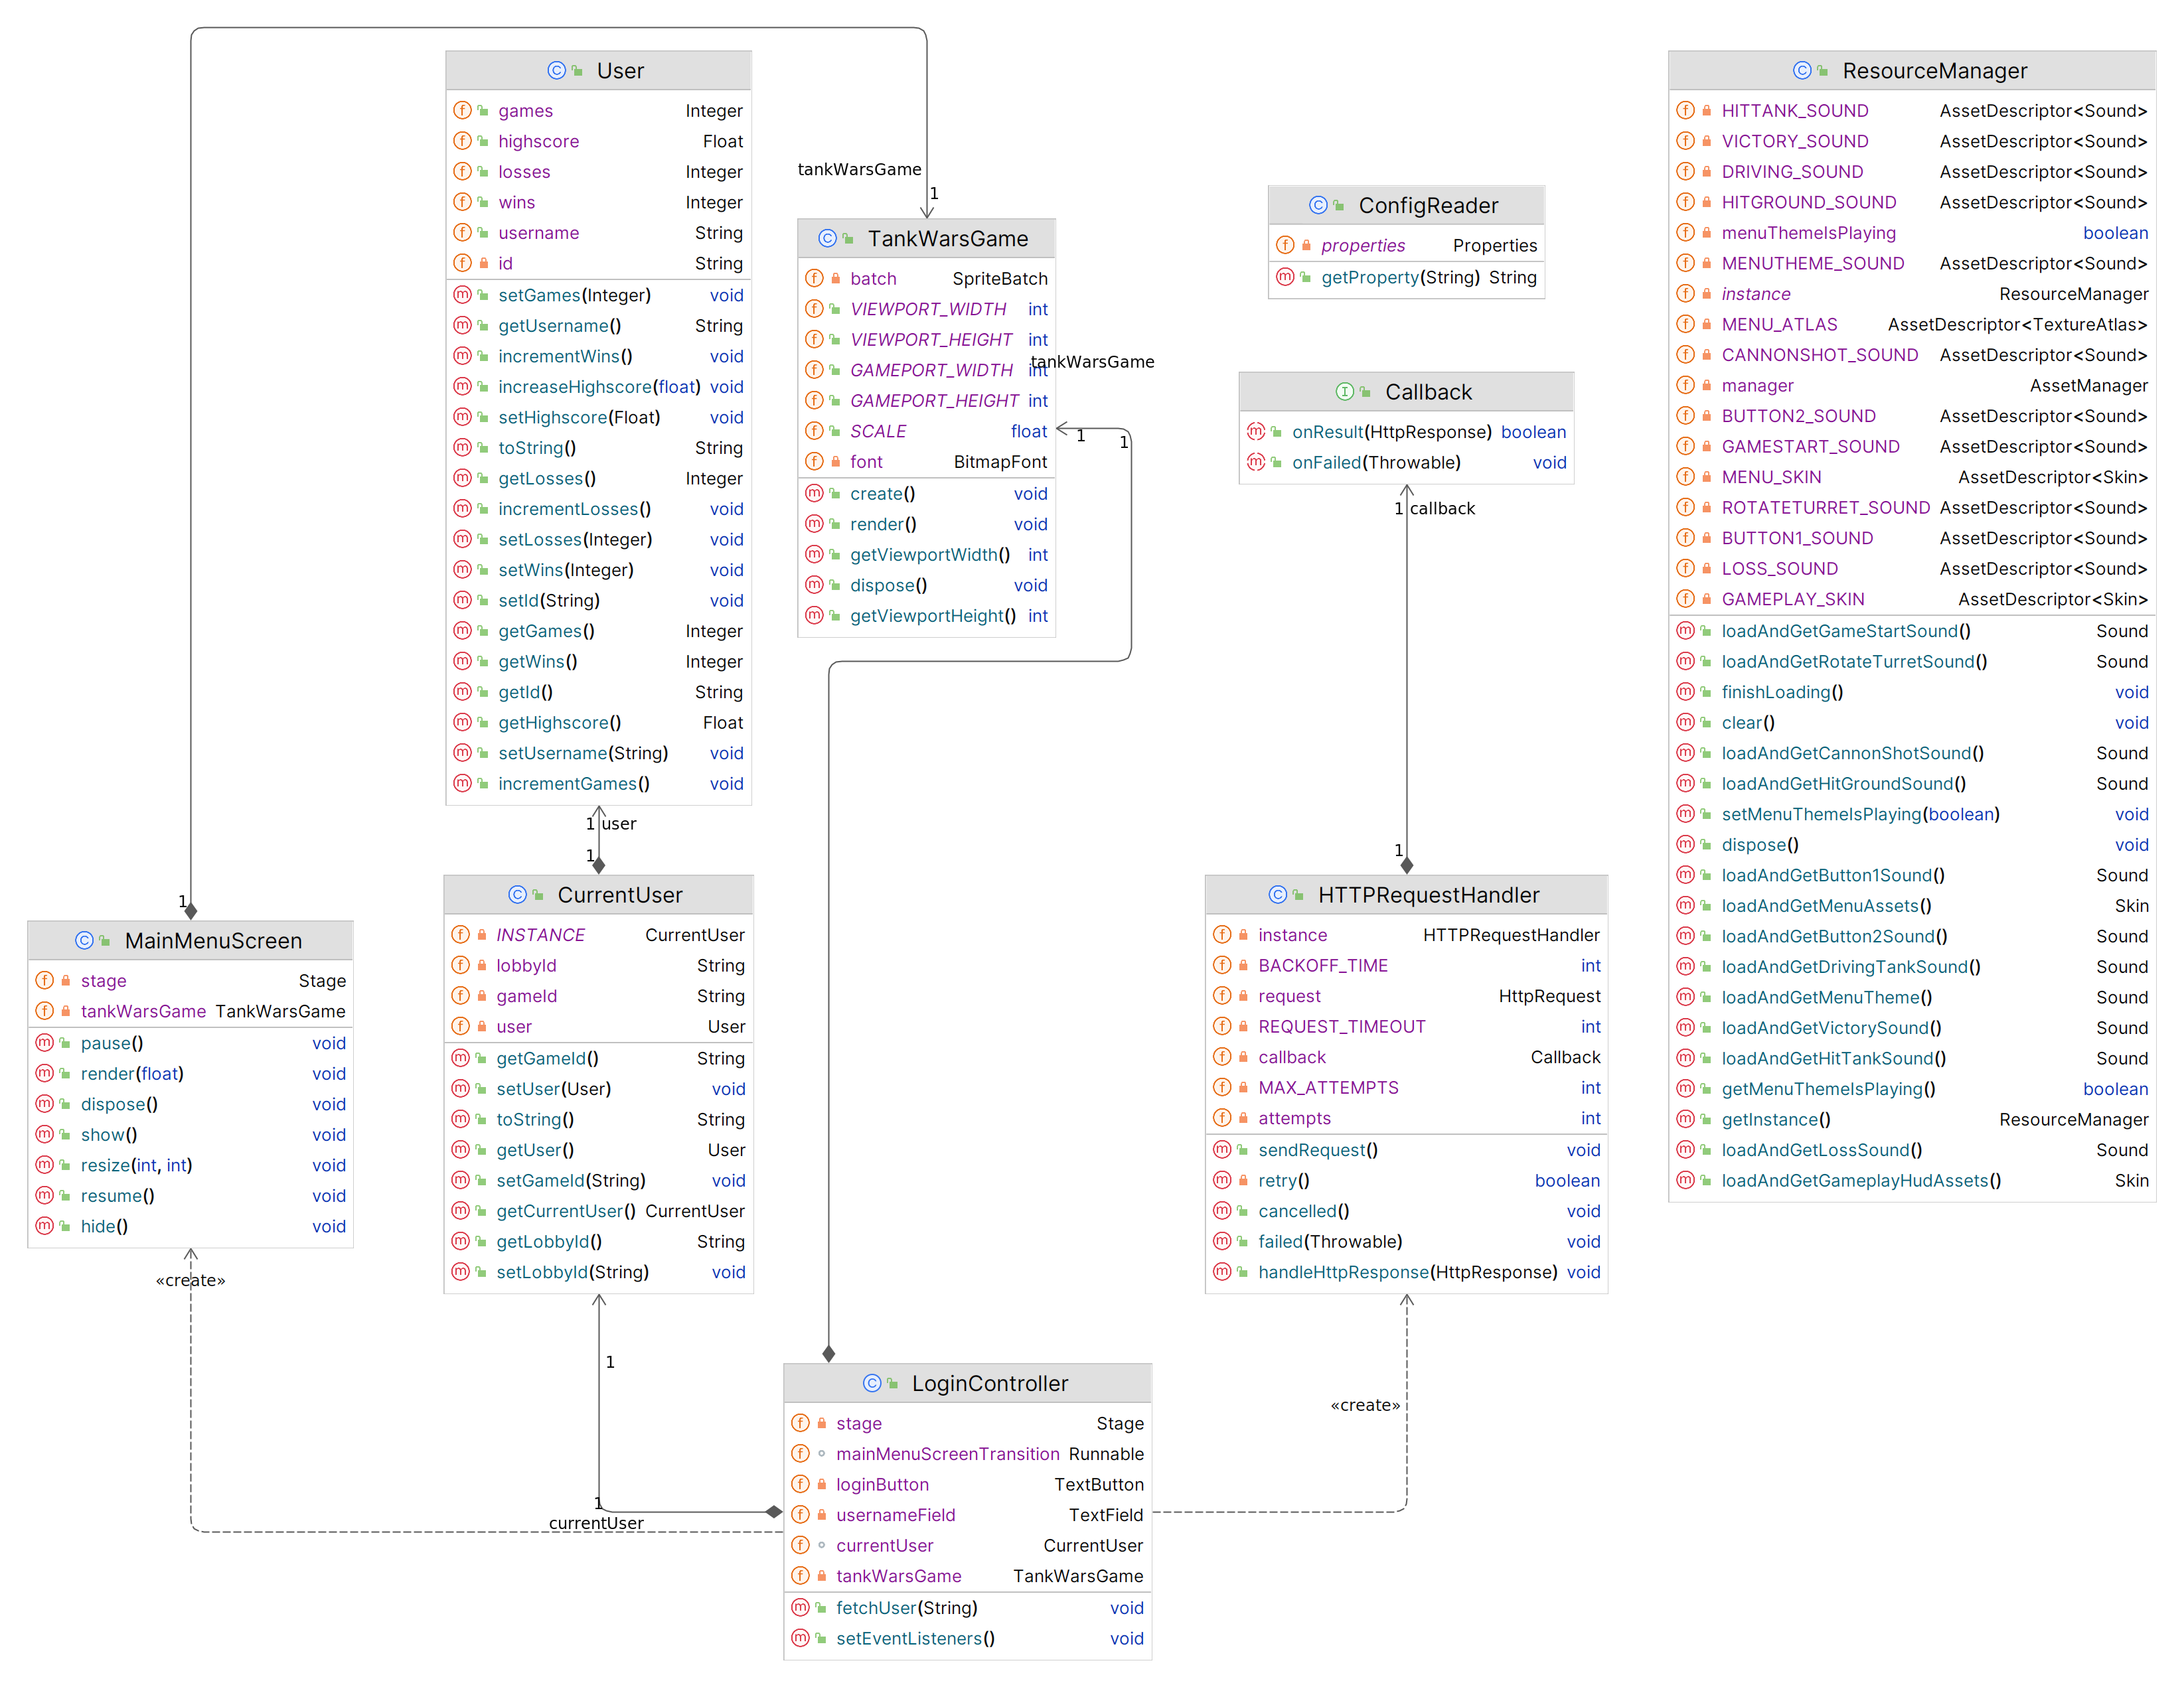 User
games Integer
highscore Float
losses Integer
wins Integer
username String
id String
setGames(Integer) void
getUsername() String
incrementWins() void
increaseHighscore(float) void
setHighscore(Float) void
toString() String
getLosses() Integer
incrementLosses() void
setLosses(Integer) void
setWins(Integer) void
setId(String) void
getGames() Integer
getWins() Integer
getId() String
getHighscore() Float
setUsername(String) void
incrementGames() void
tankWarsGame
1
TankWarsGame
batch SpriteBatch
VIEWPORT_WIDTH int
VIEWPORT_HEIGHT int
GAMEPORT_WIDTH int
GAMEPORT_HEIGHT int
SCALE float
font BitmapFont
create() void
render() void
getViewportWidth() int
dispose() void
getViewportHeight() int
tankWarsGame
1
1
ConfigReader
properties Properties
getProperty(String) String
Callback
onResult(HttpResponse) boolean
onFailed(Throwable) void
1 callback
1
ResourceManager
HITTANK_SOUND AssetDescriptor<Sound>
VICTORY_SOUND AssetDescriptor<Sound>
DRIVING_SOUND AssetDescriptor<Sound>
HITGROUND_SOUND AssetDescriptor<Sound>
menuThemeIsPlaying boolean
MENUTHEME_SOUND AssetDescriptor<Sound>
instance ResourceManager
MENU_ATLAS AssetDescriptor<TextureAtlas>
CANNONSHOT_SOUND AssetDescriptor<Sound>
manager AssetManager
BUTTON2_SOUND AssetDescriptor<Sound>
GAMESTART_SOUND AssetDescriptor<Sound>
MENU_SKIN AssetDescriptor<Skin>
ROTATETURRET_SOUND AssetDescriptor<Sound>
BUTTON1_SOUND AssetDescriptor<Sound>
LOSS_SOUND AssetDescriptor<Sound>
GAMEPLAY_SKIN AssetDescriptor<Skin>
loadAndGetGameStartSound() Sound
loadAndGetRotateTurretSound() Sound
finishLoading() void
clear() void
loadAndGetCannonShotSound() Sound
loadAndGetHitGroundSound() Sound
setMenuThemeIsPlaying(boolean) void
dispose() void
loadAndGetButton1Sound() Sound
loadAndGetMenuAssets() Skin
loadAndGetButton2Sound() Sound
loadAndGetDrivingTankSound() Sound
loadAndGetMenuTheme() Sound
loadAndGetVictorySound() Sound
loadAndGetHitTankSound() Sound
getMenuThemeIsPlaying() boolean
getInstance() ResourceManager
loadAndGetLossSound() Sound
loadAndGetGameplayHudAssets() Skin
1 user
1
1
MainMenuScreen
stage Stage
tankWarsGame TankWarsGame
pause() void
render(float) void
dispose() void
show() void
resize(int, int) void
resume() void
hide() void
«create»
CurrentUser
INSTANCE CurrentUser
lobbyId String
gameId String
user User
getGameId() String
setUser(User) void
toString() String
getUser() User
setGameId(String) void
getCurrentUser() CurrentUser
getLobbyId() String
setLobbyId(String) void
1
1
currentUser
HTTPRequestHandler
instance HTTPRequestHandler
BACKOFF_TIME int
request HttpRequest
REQUEST_TIMEOUT int
callback Callback
MAX_ATTEMPTS int
attempts int
sendRequest() void
retry() boolean
cancelled() void
failed(Throwable) void
handleHttpResponse(HttpResponse) void
«create»
LoginController
stage Stage
mainMenuScreenTransition Runnable
loginButton TextButton
usernameField TextField
currentUser CurrentUser
tankWarsGame TankWarsGame
fetchUser(String) void
setEventListeners() void